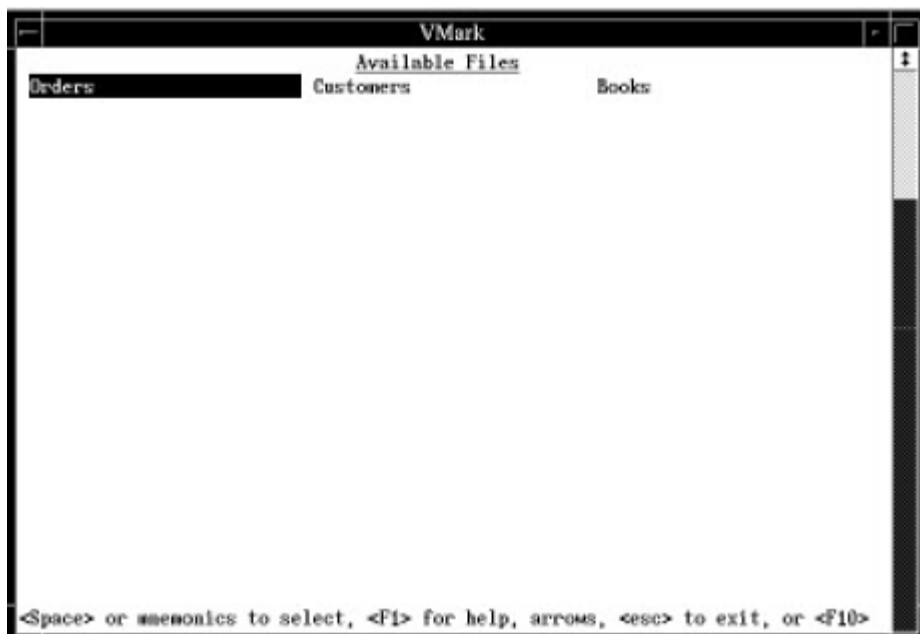 VMark
Available Files
Orders Customers Books
<Space> or mnemonics to select, <F1> for help, arrows, <esc> to exit, or <F10>